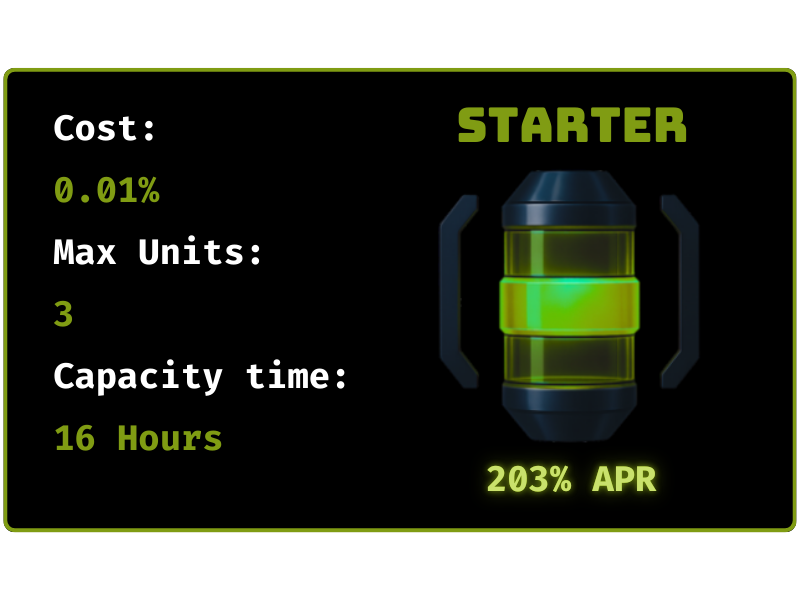 Cost:
0.01%
Max Units:
3
Capacity time:
16 Hours
STARTER
203% APR